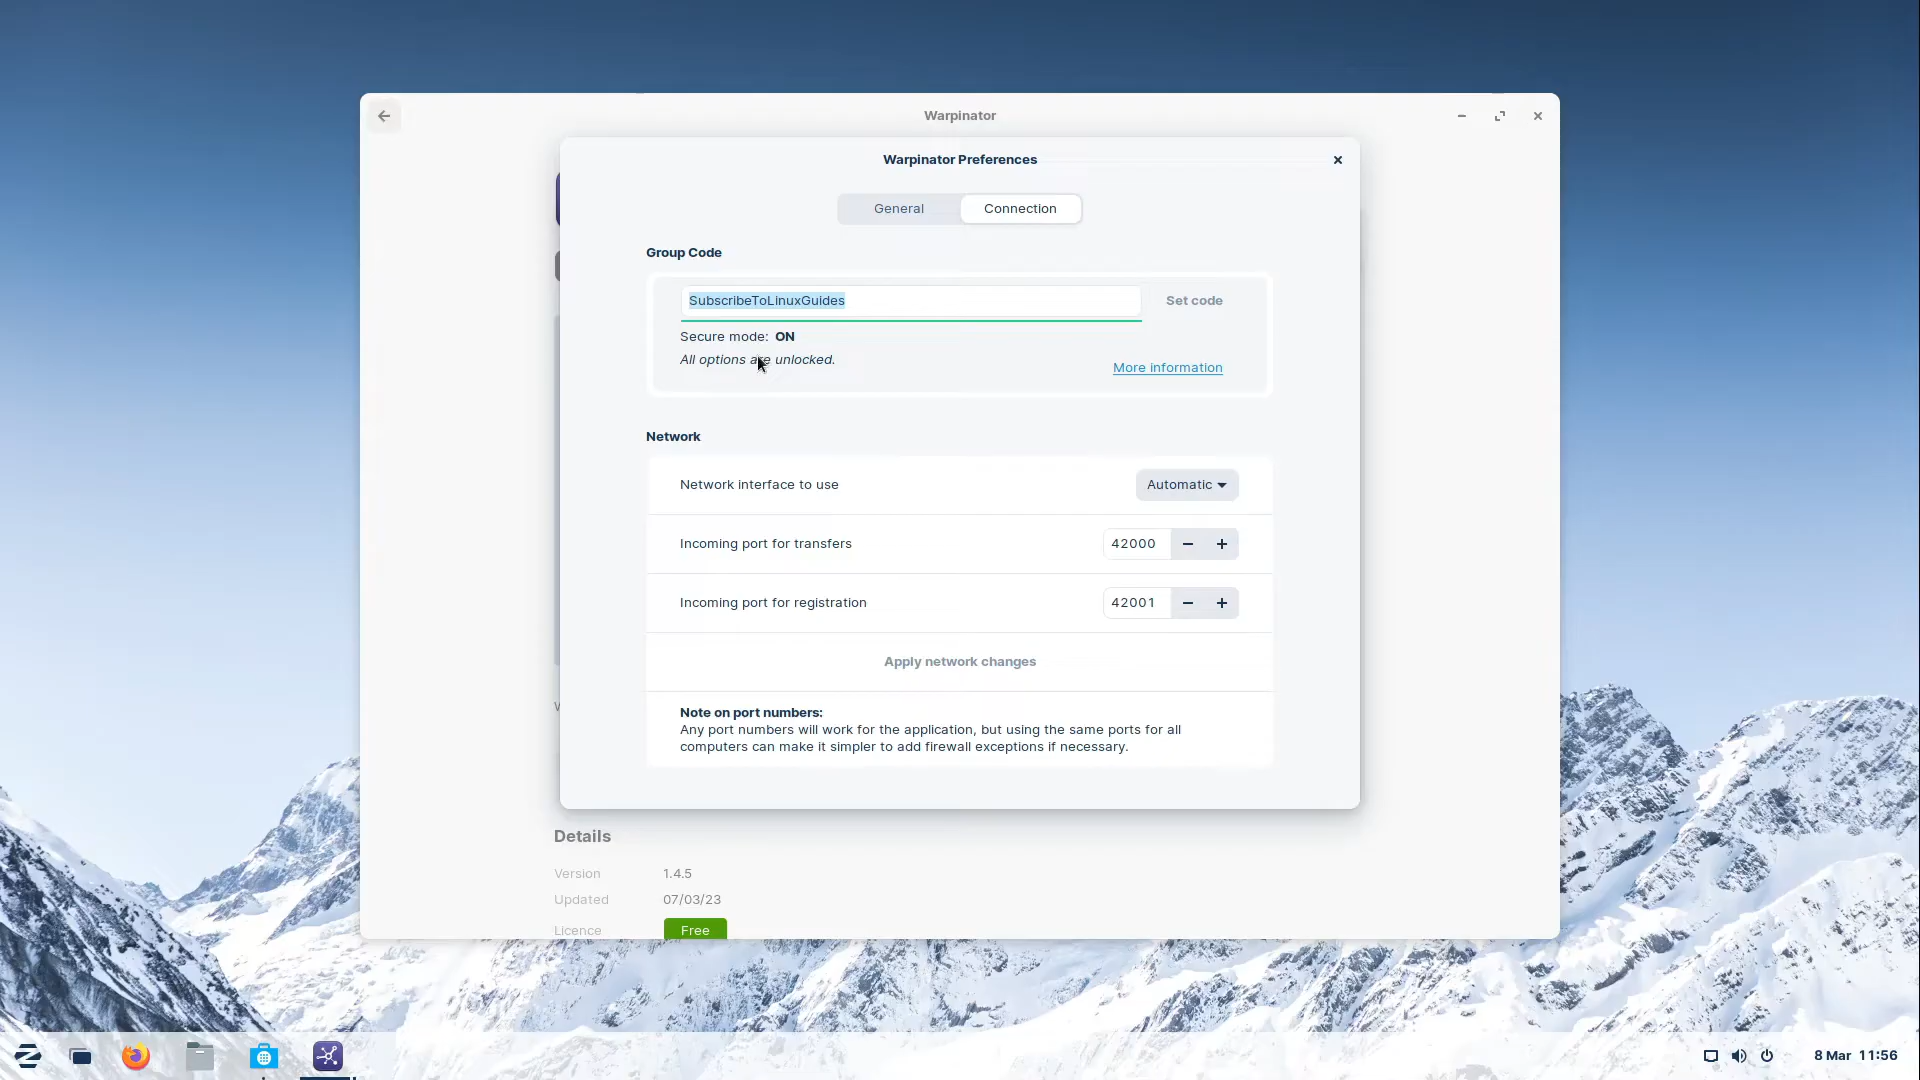 Warpinator
Warpinator Preferences
General
Connection
Group Code
SubscribeToLinuxGuides
Set code
Secure mode: ON
All options are unlocked.
More information
Network
Network interface to use
Automatic
Incoming port for transfers
42000
Incoming port for registration
42001
Apply network changes
Note on port numbers:
Any port numbers will work for the application, but using the same ports for all
computers can make it simpler to add firewall exceptions if necessary.
Details
Version 1.4.5
Updated 07/03/23
Licence Free
8 Mar 11:56